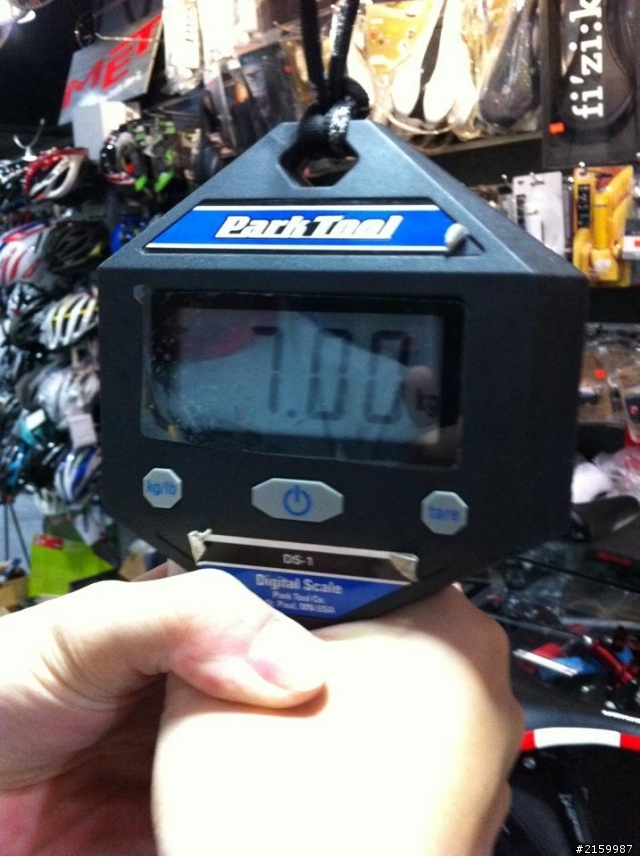 MET
fi'zi:k
Park Tool
7.00 kg
kg/lb
tare
DS-1
Digital Scale
Park Tool Co.
St. Paul, MN USA
#2159987